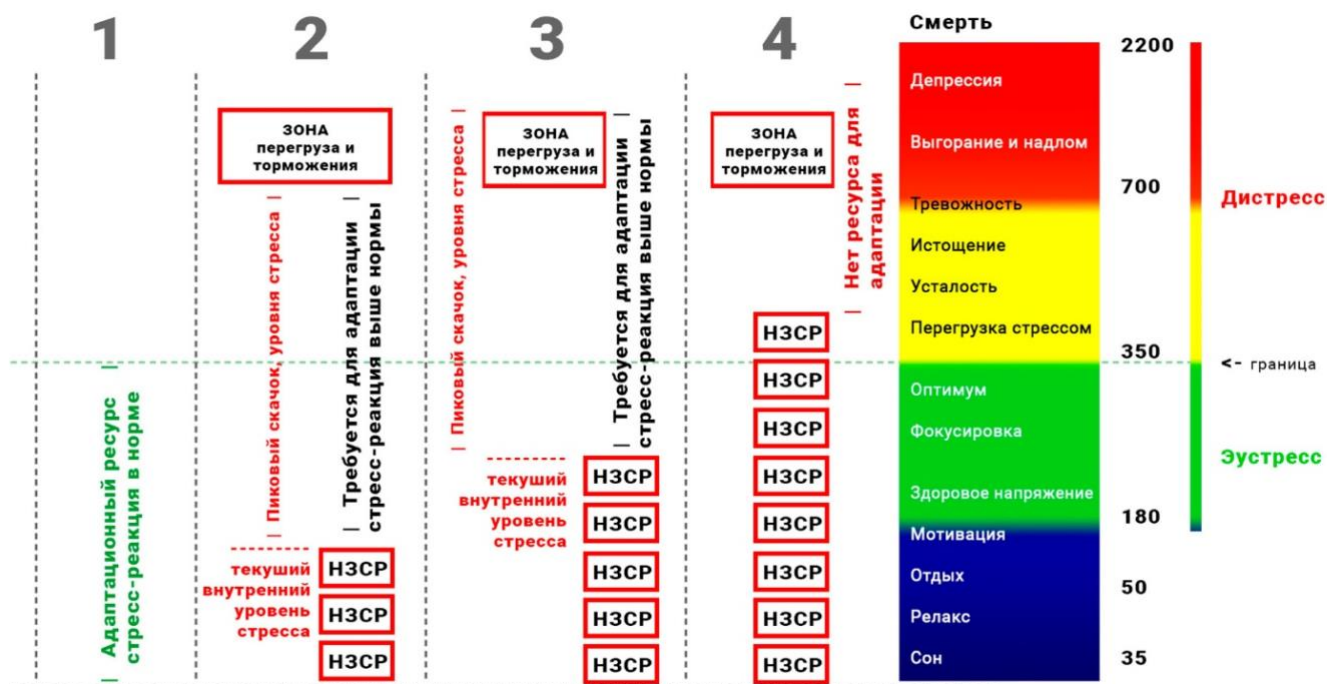 1
2
3
4
Адаптационный ресурс
стресс-реакция в норме
ЗОНА
перегруза и
торможения
Пиковый скачок, уровня стресса
Требуется для адаптации
стресс-реакция выше нормы
текуший
внутренний
уровень
стресса
НЗСР
НЗСР
НЗСР
Пиковый скачок, уровня стресса
ЗОНА
перегруза и
торможения
Требуется для адаптации
стресс-реакция выше нормы
текуший
внутренний
уровень
стресса
НЗСР
НЗСР
НЗСР
НЗСР
НЗСР
ЗОНА
перегруза и
торможения
Нет ресурса для
адаптации
НЗСР
НЗСР
НЗСР
НЗСР
НЗСР
НЗСР
НЗСР
НЗСР
Смерть
Депрессия
Выгорание и надлом
Тревожность
Истощение
Усталость
Перегрузка стрессом
Оптимум
Фокусировка
Здоровое напряжение
Мотивация
Отдых
Релакс
Сон
2200
700
350
180
50
35
Дистресс
<- граница
Эустресс